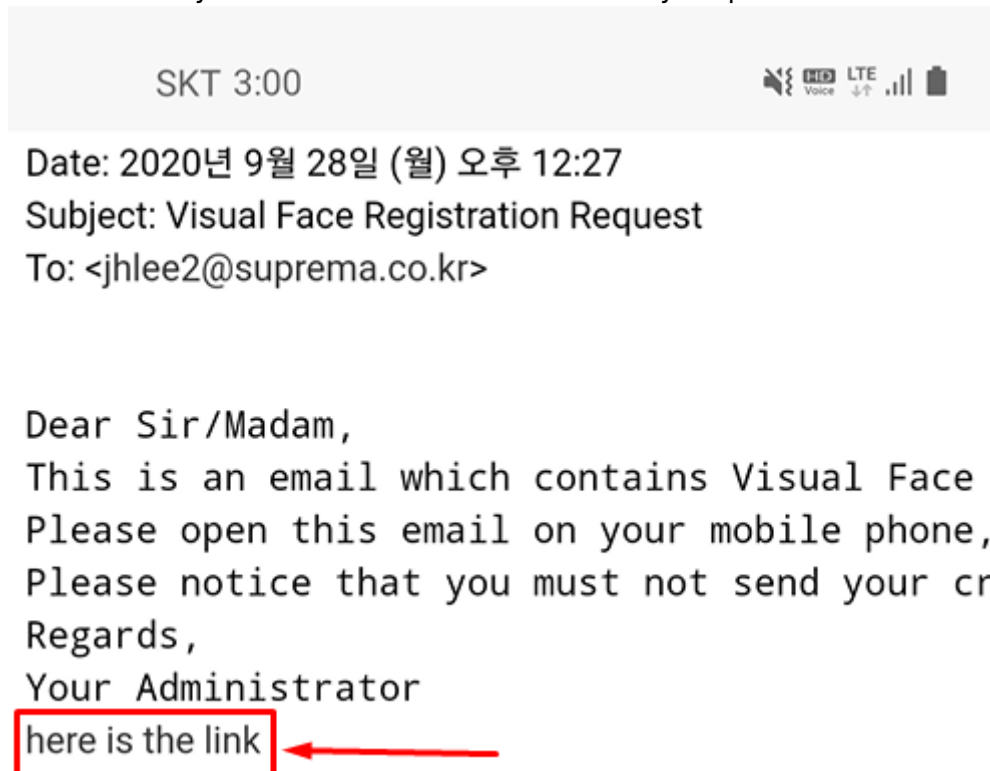 SKT 3:00
HD Voice LTE
Date: 2020년 9월 28일 (월) 오후 12:27
Subject: Visual Face Registration Request
To: <jhlee2@suprema.co.kr>
Dear Sir/Madam,
This is an email which contains Visual Face
Please open this email on your mobile phone,
Please notice that you must not send your cr
Regards,
Your Administrator
here is the link